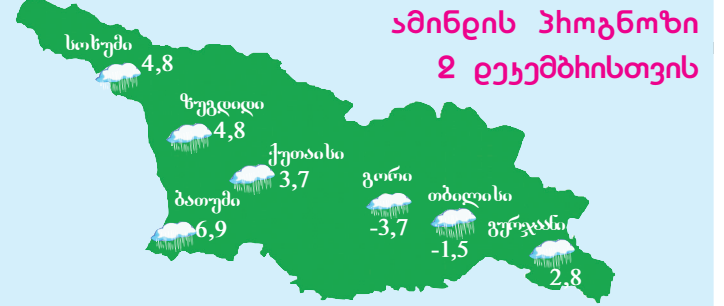 ამინდის პროგნოზი
2 დეკემბრისთვის
სოხუმი
4,8
ზუგდიდი
4,8
ქუთაისი
3,7
ბათუმი
6,9
გორი
-3,7
თბილისი
-1,5
გურჯაანი
2,8